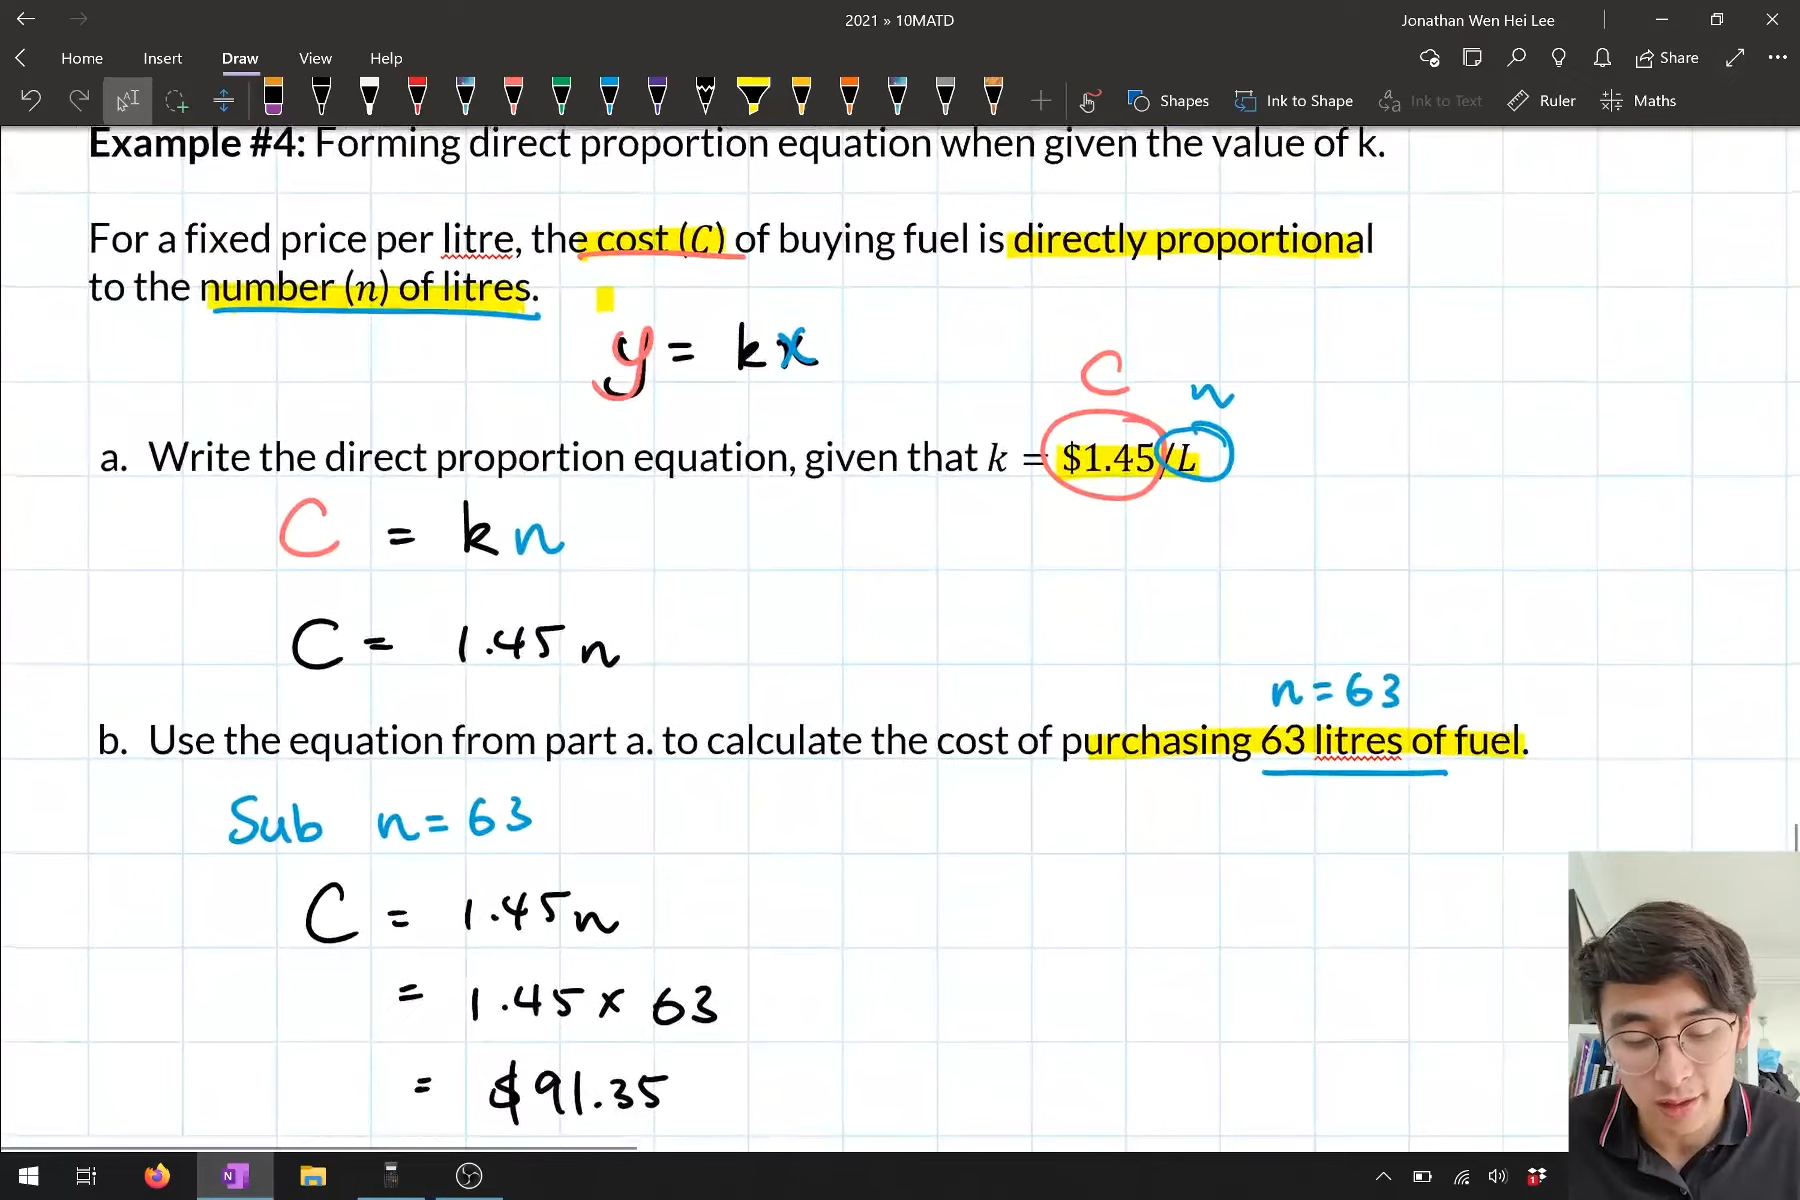 2021 » 10MATD
Jonathan Wen Hei Lee
Home Insert Draw View Help
Share
Shapes Ink to Shape Ink to Text Ruler Maths
Example #4: Forming direct proportion equation when given the value of k.
For a fixed price per litre, the cost (C) of buying fuel is directly proportional
to the number (n) of litres.
y = kx
C n
a. Write the direct proportion equation, given that k = $1.45/L
C = kn
C = 1.45n
n = 63
b. Use the equation from part a. to calculate the cost of purchasing 63 litres of fuel.
Sub n = 63
C = 1.45n
= 1.45 × 63
= $91.35